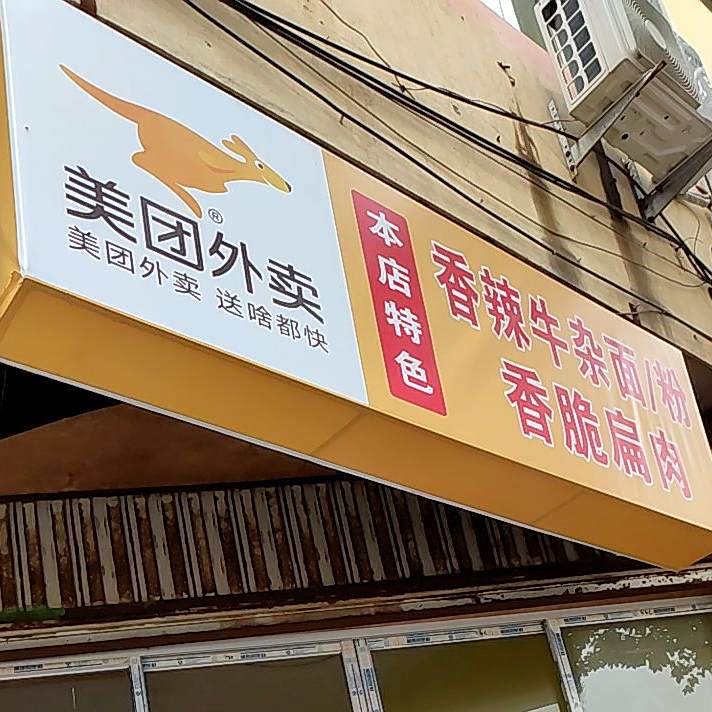 美团外卖®
美团外卖 送啥都快
本店特色
香辣牛杂面/粉
香脆扁肉